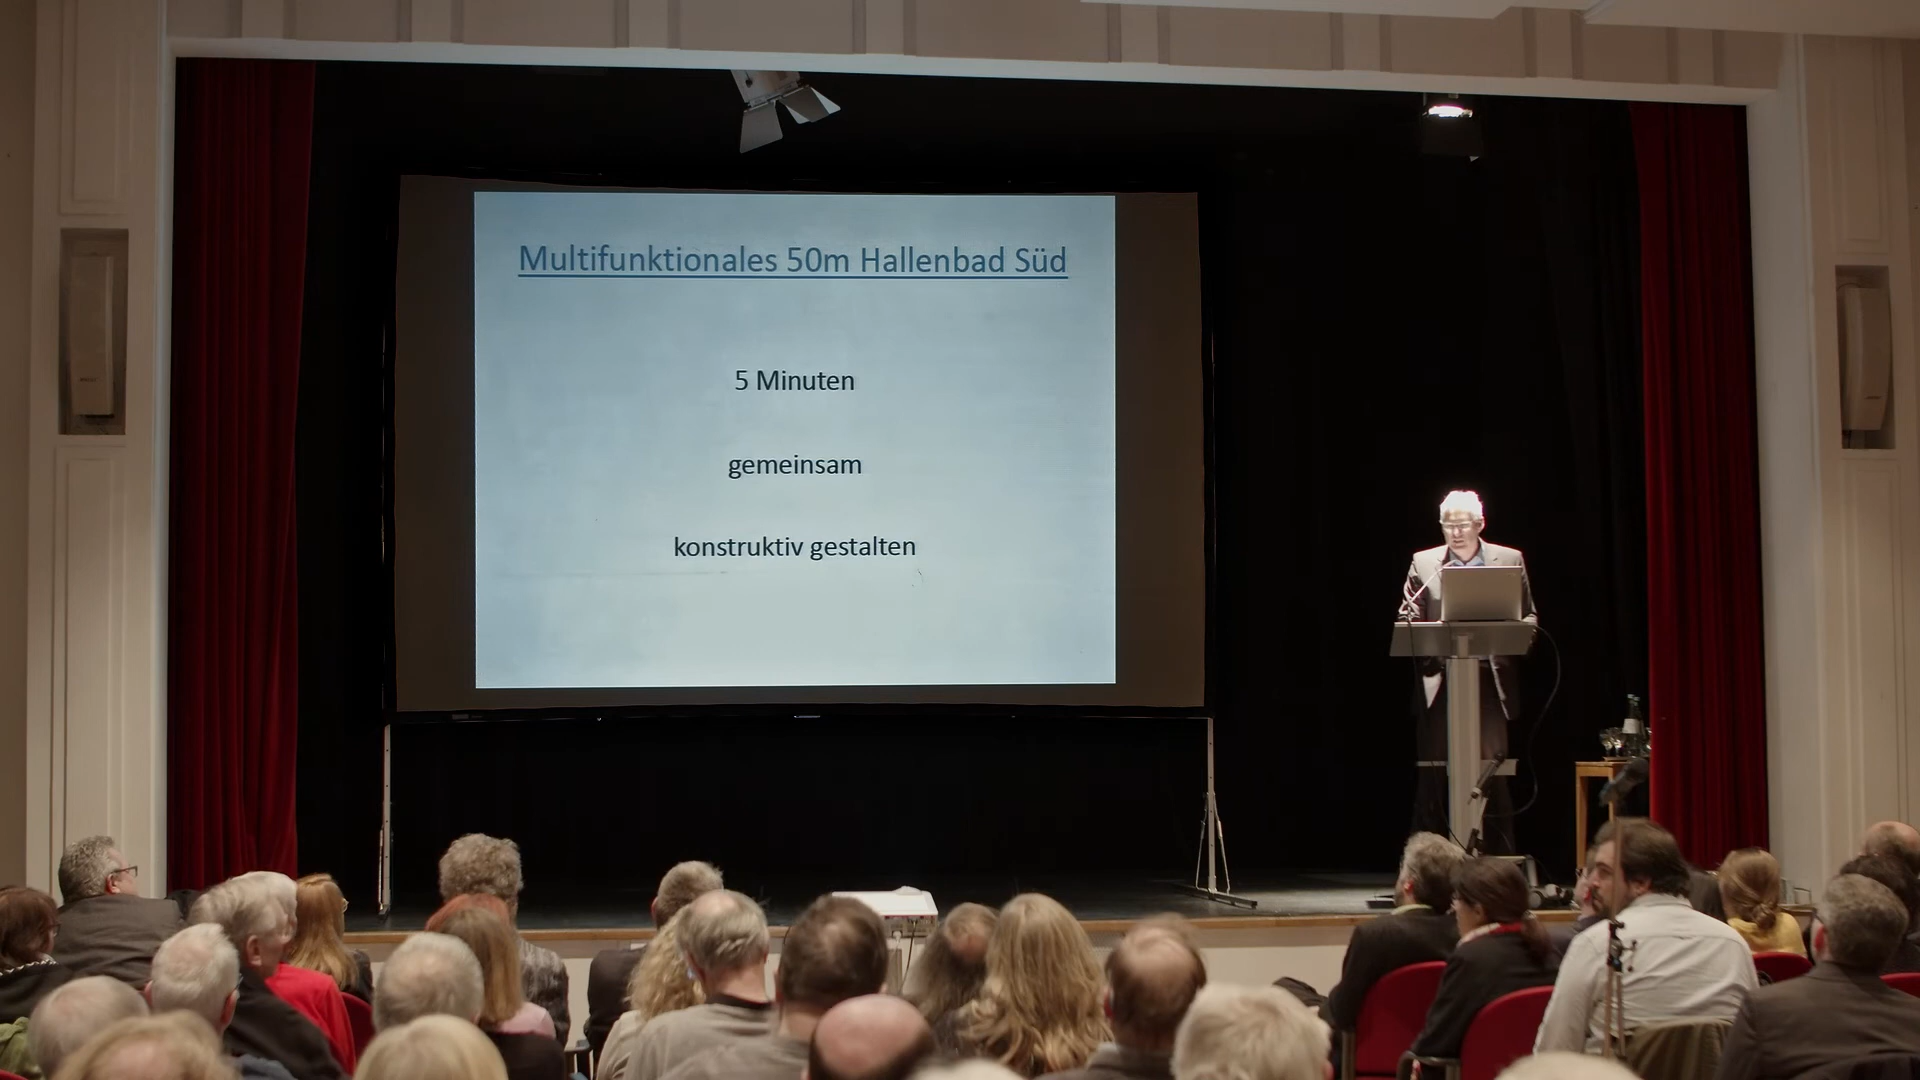 Multifunktionales 50m Hallenbad Süd
5 Minuten
gemeinsam
konstruktiv gestalten